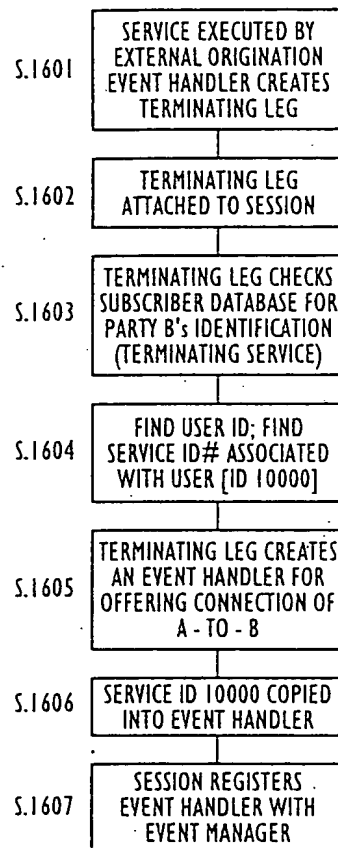 S.1601
SERVICE EXECUTED BY
EXTERNAL ORIGINATION
EVENT HANDLER CREATES
TERMINATING LEG
S.1602
TERMINATING LEG
ATTACHED TO SESSION
S.1603
TERMINATING LEG CHECKS
SUBSCRIBER DATABASE FOR
PARTY B's IDENTIFICATION
(TERMINATING SERVICE)
S.1604
FIND USER ID; FIND
SERVICE ID# ASSOCIATED
WITH USER [ID 10000]
S.1605
TERMINATING LEG CREATES
AN EVENT HANDLER FOR
OFFERING CONNECTION OF
A - TO - B
S.1606
SERVICE ID 10000 COPIED
INTO EVENT HANDLER
S.1607
SESSION REGISTERS
EVENT HANDLER WITH
EVENT MANAGER